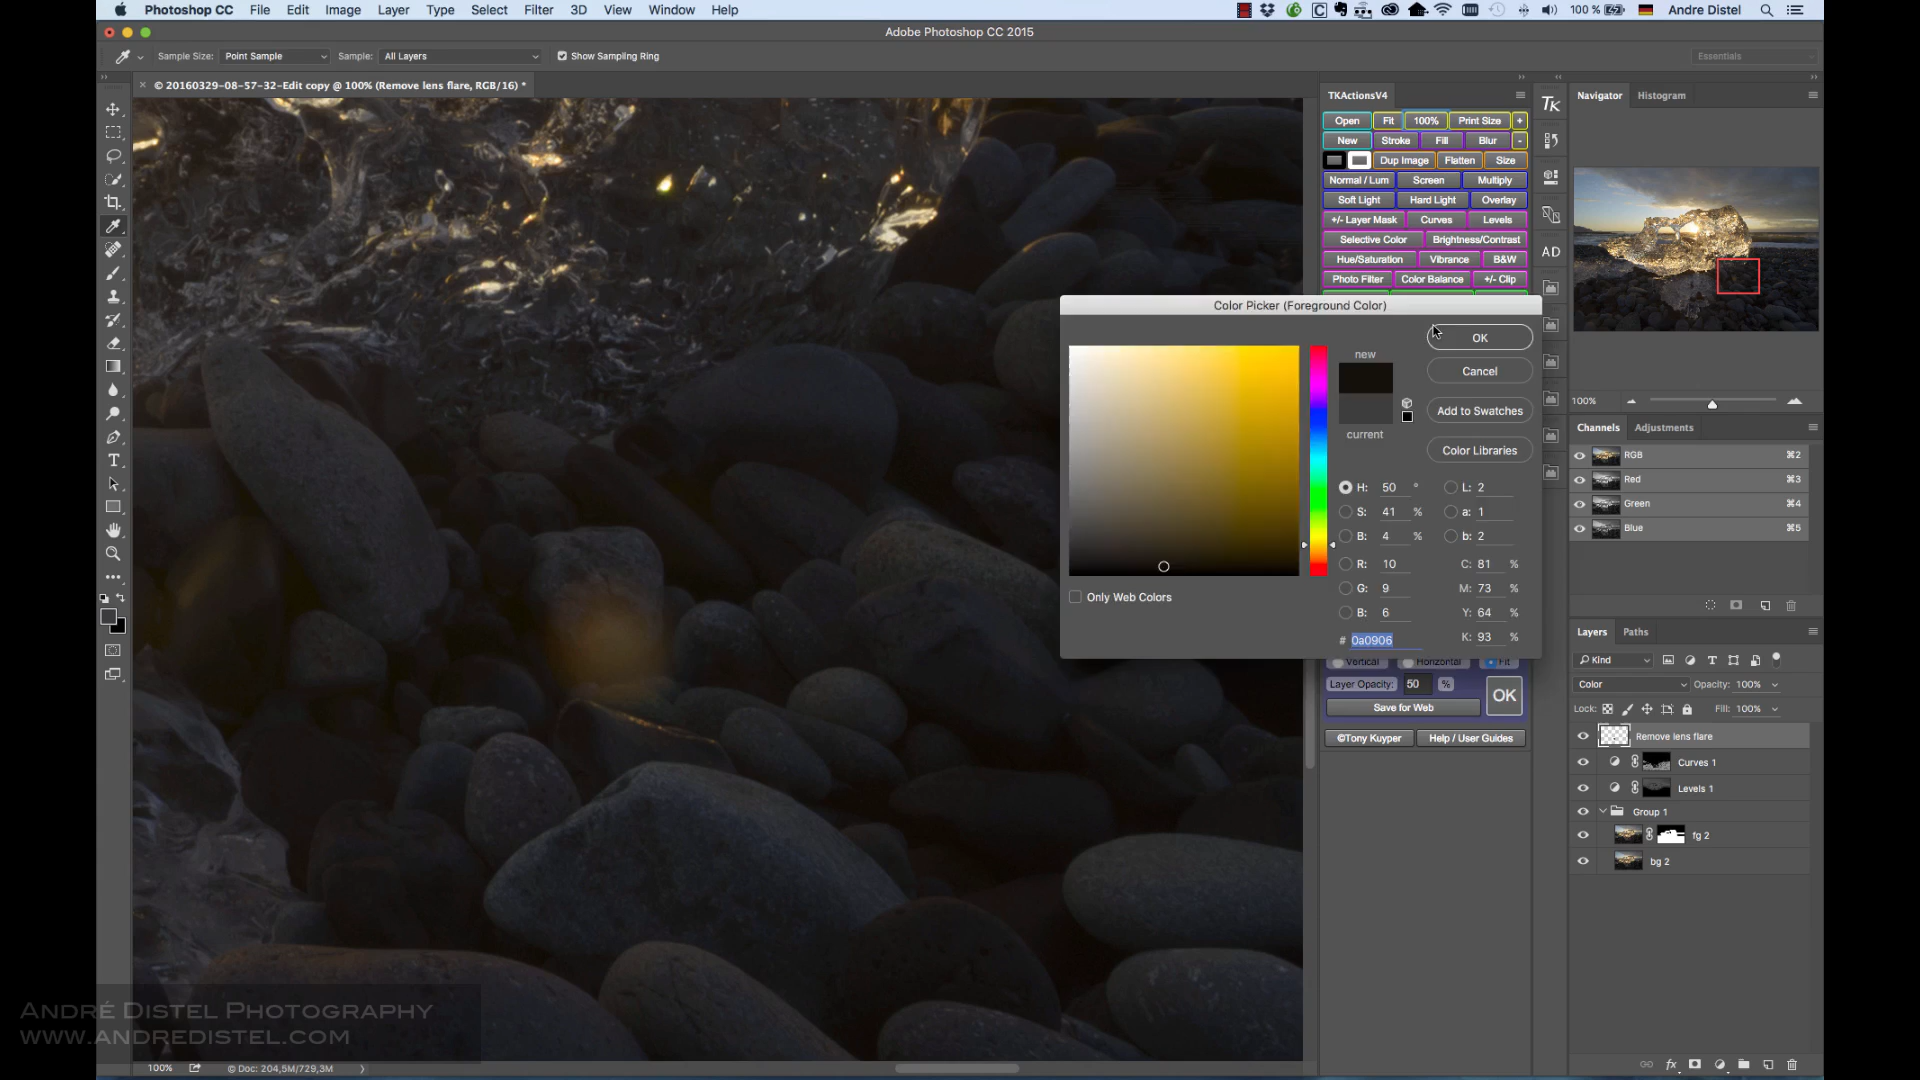 Photoshop CC File Edit Image Layer Type Select Filter 3D View Window Help 100 % Andre Distel
Adobe Photoshop CC 2015
Sample Size: Point Sample Sample: All Layers Show Sampling Ring Essentials
© 20160329-08-57-32-Edit copy @ 100% (Remove lens flare, RGB/16) *
TKActionsV4
Open Fit 100% Print Size +
New Stroke Fill Blur -
Dup Image Flatten Size
Normal / Lum Screen Multiply
Soft Light Hard Light Overlay
+/- Layer Mask Curves Levels
Selective Color Brightness/Contrast
Hue/Saturation Vibrance B&W
Photo Filter Color Balance +/- Clip
TK
AD
Navigator Histogram
100%
Color Picker (Foreground Color)
new
current
OK
Cancel
Add to Swatches
Color Libraries
H: 50 ° L: 2
S: 41 % a: 1
B: 4 % b: 2
R: 10 C: 81 %
G: 9 M: 73 %
B: 6 Y: 64 %
# 0a0906 K: 93 %
Only Web Colors
Vertical Horizontal Fit
Layer Opacity: 50 % OK
Save for Web
©Tony Kuyper Help / User Guides
Channels Adjustments
RGB ⌘2
Red ⌘3
Green ⌘4
Blue ⌘5
Layers Paths
Kind
Color Opacity: 100%
Lock: Fill: 100%
Remove lens flare
Curves 1
Levels 1
Group 1
fg 2
bg 2
fx
André Distel Photography
www.andredistel.com
100% © Doc: 204,5M/729,3M